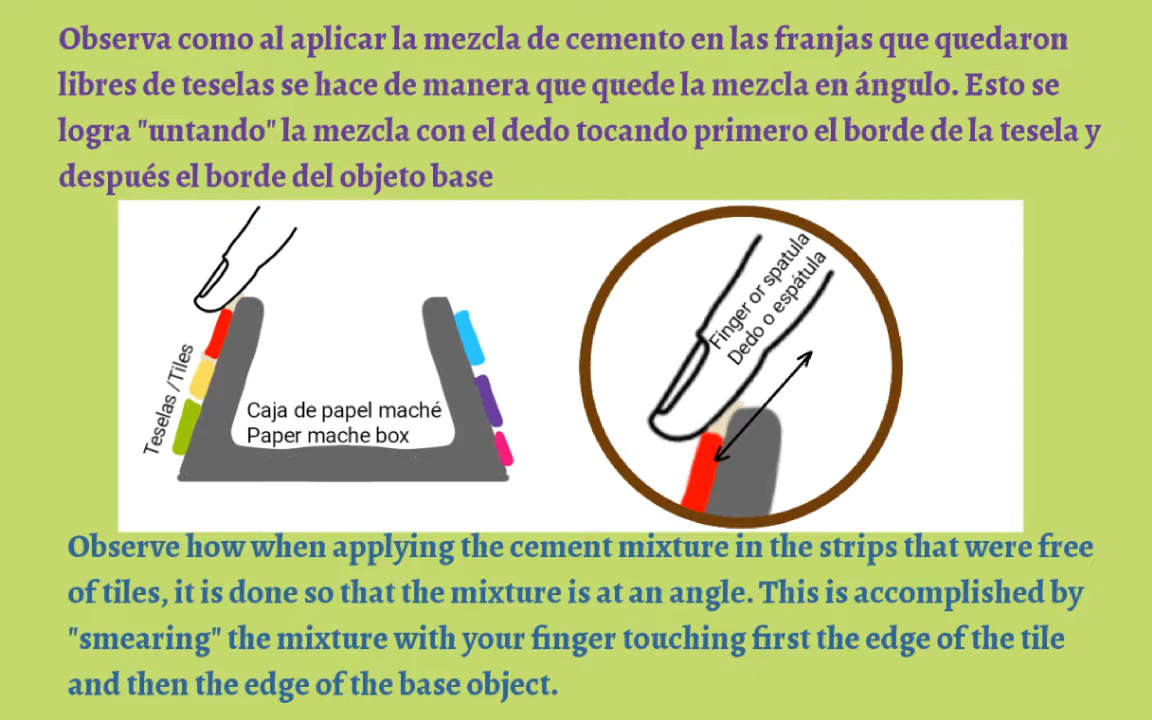 Observa como al aplicar la mezcla de cemento en las franjas que quedaron
libres de teselas se hace de manera que quede la mezcla en ángulo. Esto se
logra "untando" la mezcla con el dedo tocando primero el borde de la tesela y
después el borde del objeto base
Teselas /Tiles
Caja de papel maché
Paper mache box
Finger or spatula
Dedo o espátula
Observe how when applying the cement mixture in the strips that were free
of tiles, it is done so that the mixture is at an angle. This is accomplished by
"smearing" the mixture with your finger touching first the edge of the tile
and then the edge of the base object.